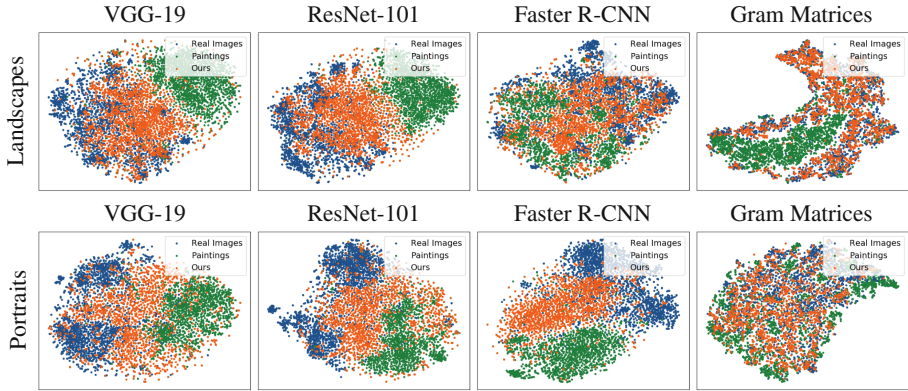 VGG-19 ResNet-101 Faster R-CNN Gram Matrices
Landscapes
Real Images
Paintings
Ours
Real Images
Paintings
Ours
Real Images
Paintings
Ours
Real Images
Paintings
Ours
VGG-19 ResNet-101 Faster R-CNN Gram Matrices
Portraits
Real Images
Paintings
Ours
Real Images
Paintings
Ours
Real Images
Paintings
Ours
Real Images
Paintings
Ours